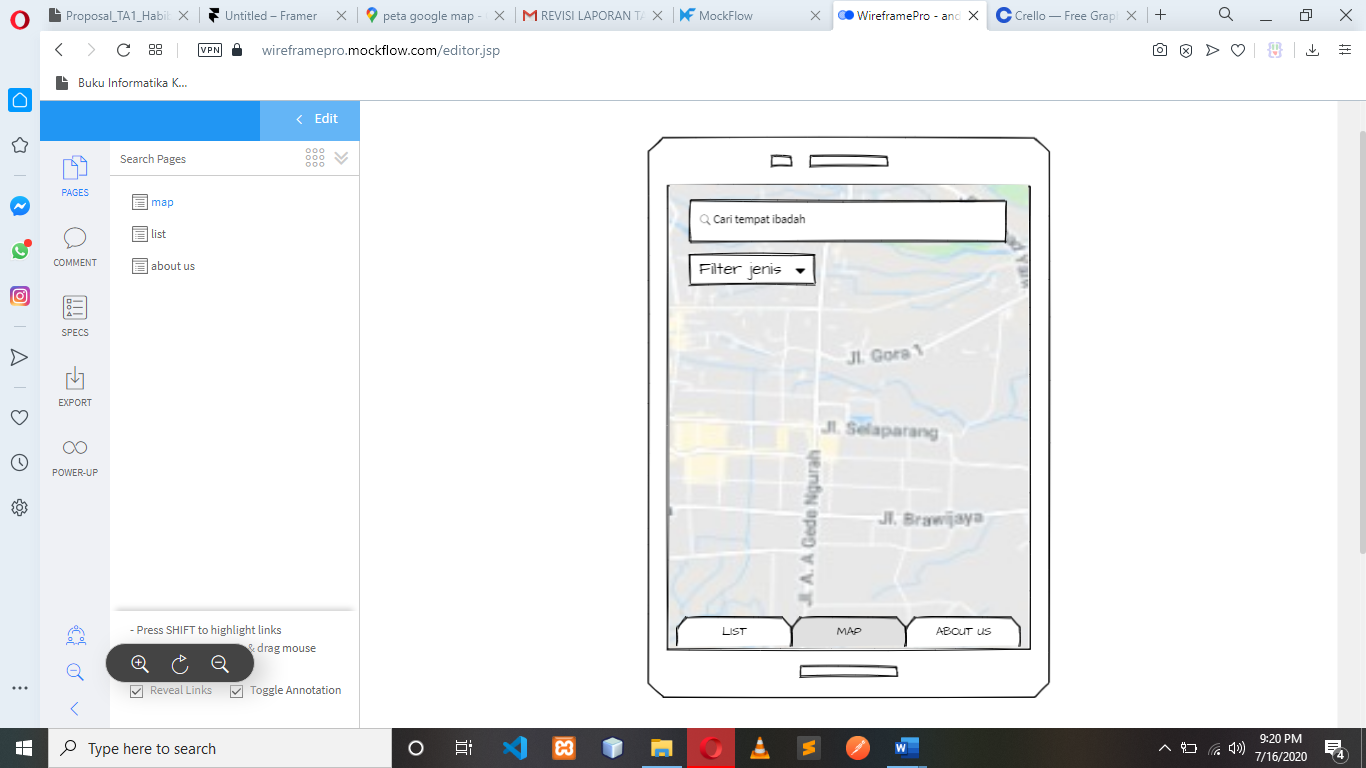 Proposal_TA1_Habib
Untitled – Framer
peta google map -
REVISI LAPORAN TA
MockFlow
WireframePro - and
Crello — Free Grap
VPN
wireframepro.mockflow.com/editor.jsp
Buku Informatika K...
Edit
Search Pages
PAGES
COMMENT
SPECS
EXPORT
POWER-UP
map
list
about us
Cari tempat ibadah
Filter jenis
Jl. Gora 1
Jl. Selaparang
Jl. A. A Gede Ngurah
Jl. Brawijaya
LIST
MAP
ABOUT US
- Press SHIFT to highlight links
& drag mouse
Reveal Links
Toggle Annotation
Type here to search
9:20 PM
7/16/2020
4